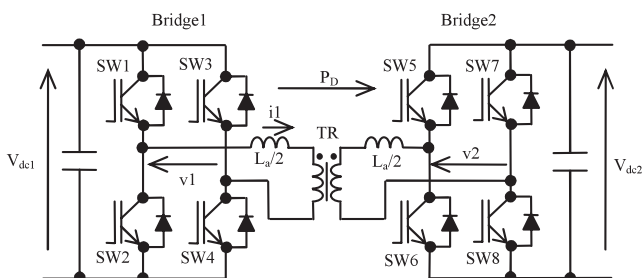 Bridge1
Bridge2
SW1
SW3
P_D
SW5
SW7
i1
TR
V_dc1
L_a/2
L_a/2
V_dc2
v1
v2
SW2
SW4
SW6
SW8